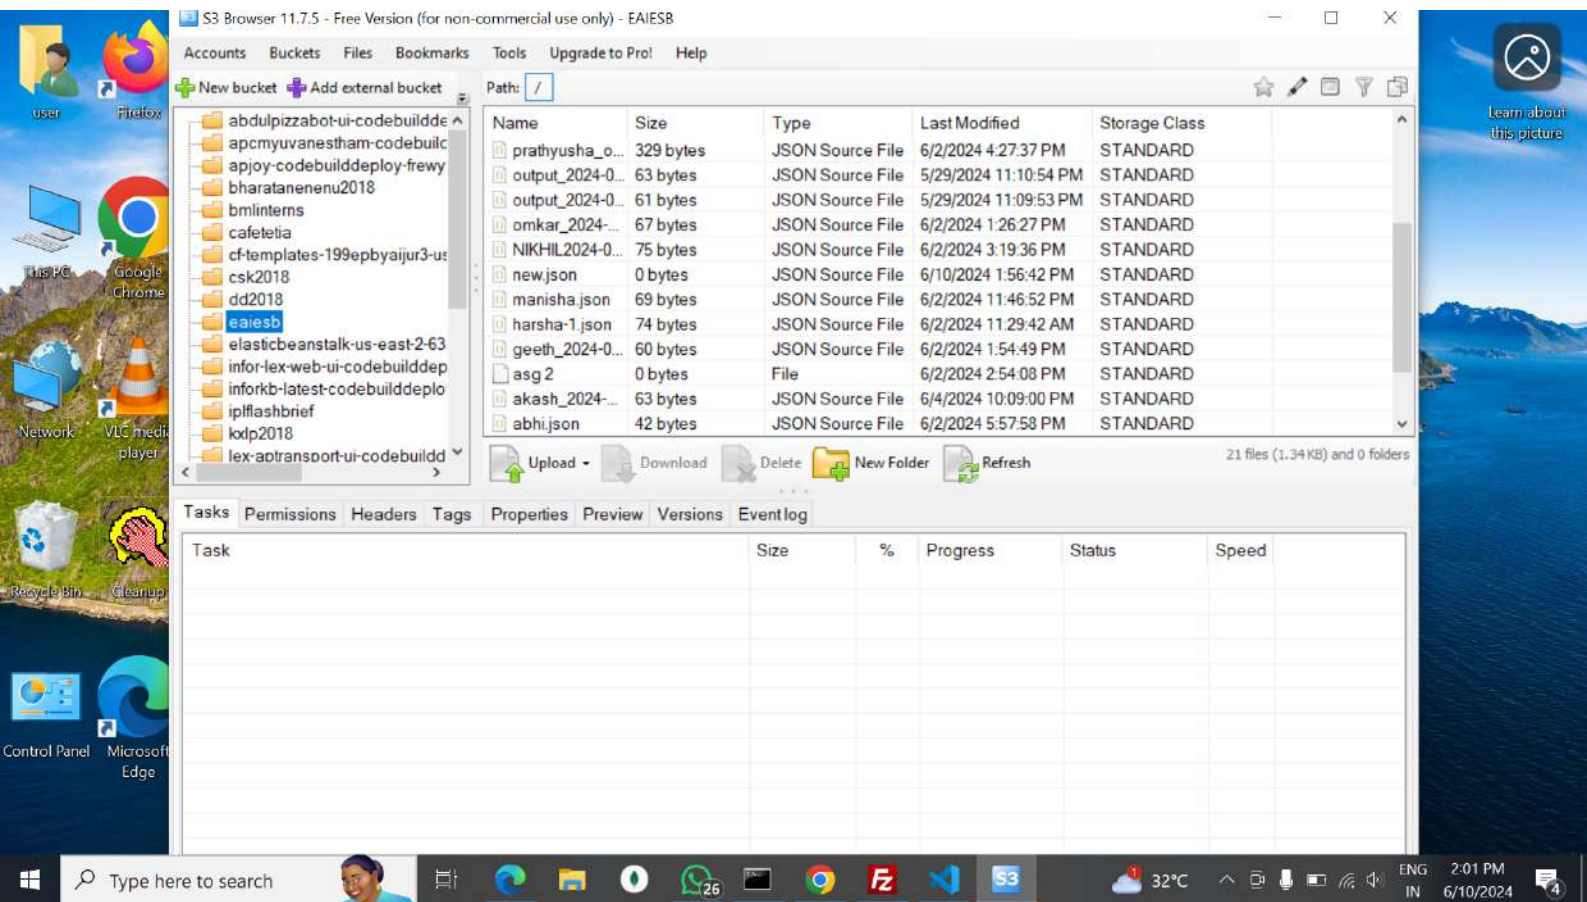 S3 Browser 11.7.5 - Free Version (for non-commercial use only) - EAIESB
Accounts Buckets Files Bookmarks Tools Upgrade to Pro! Help
New bucket Add external bucket
Path: /
abdulpizzabot-ui-codebuildde
apcmyuvanestham-codebuilc
apjoy-codebuilddeploy-frewy
bharatanenenu2018
bmlinterns
cafetetia
cf-templates-199epbyaijur3-us
csk2018
dd2018
eaiesb
elasticbeanstalk-us-east-2-63
infor-lex-web-ui-codebuilddep
inforkb-latest-codebuilddeplo
iplflashbrief
kxlp2018
lex-aptransport-ui-codebuildd
Name Size Type Last Modified Storage Class
prathyusha_o... 329 bytes JSON Source File 6/2/2024 4:27:37 PM STANDARD
output_2024-0... 63 bytes JSON Source File 5/29/2024 11:10:54 PM STANDARD
output_2024-0... 61 bytes JSON Source File 5/29/2024 11:09:53 PM STANDARD
omkar_2024-... 67 bytes JSON Source File 6/2/2024 1:26:27 PM STANDARD
NIKHIL2024-0... 75 bytes JSON Source File 6/2/2024 3:19:36 PM STANDARD
new.json 0 bytes JSON Source File 6/10/2024 1:56:42 PM STANDARD
manisha.json 69 bytes JSON Source File 6/2/2024 11:46:52 PM STANDARD
harsha-1.json 74 bytes JSON Source File 6/2/2024 11:29:42 AM STANDARD
geeth_2024-0... 60 bytes JSON Source File 6/2/2024 1:54:49 PM STANDARD
asg 2 0 bytes File 6/2/2024 2:54:08 PM STANDARD
akash_2024-... 63 bytes JSON Source File 6/4/2024 10:09:00 PM STANDARD
abhi.json 42 bytes JSON Source File 6/2/2024 5:57:58 PM STANDARD
Upload Download Delete New Folder Refresh
21 files (1.34 KB) and 0 folders
Tasks Permissions Headers Tags Properties Preview Versions Event log
Task Size % Progress Status Speed
user
Firefox
This PC
Google
Chrome
Network
VLC media
player
Recycle Bin
Cleanup
Control Panel
Microsoft
Edge
Learn about
this picture
Type here to search
26
S3
1
32°C
ENG
IN
2:01 PM
6/10/2024
4